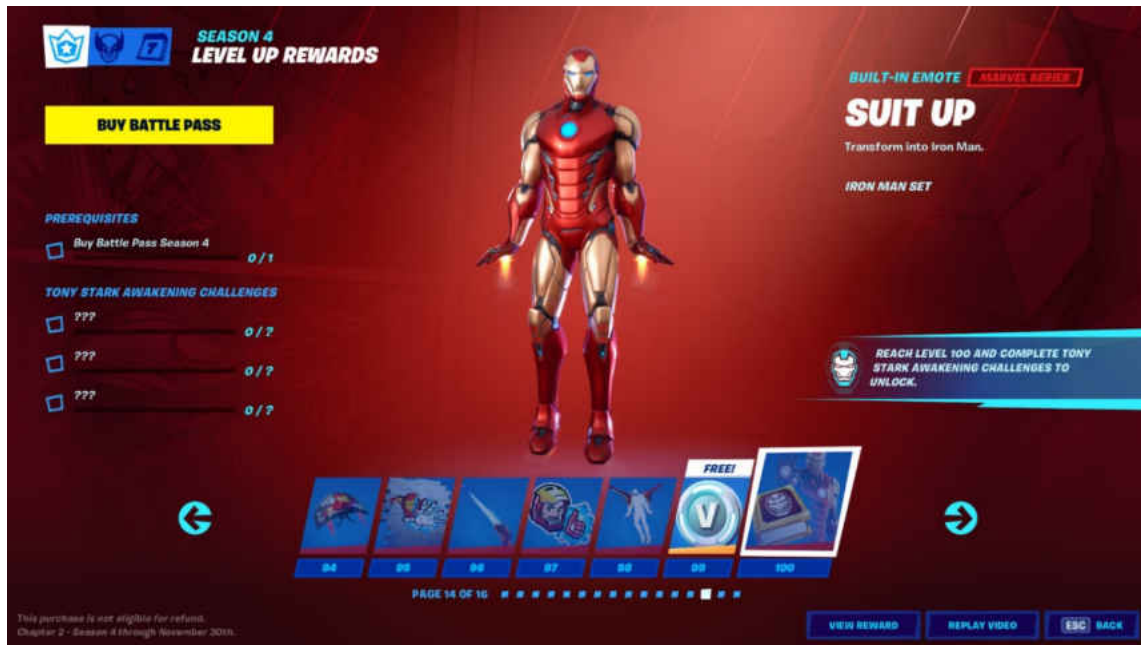 SEASON 4
LEVEL UP REWARDS
7
BUY BATTLE PASS
PREREQUISITES
Buy Battle Pass Season 4
0/1
TONY STARK AWAKENING CHALLENGES
???
0/?
???
0/?
???
0/?
BUILT-IN EMOTE MARVEL SERIES
SUIT UP
Transform into Iron Man.
IRON MAN SET
REACH LEVEL 100 AND COMPLETE TONY
STARK AWAKENING CHALLENGES TO
UNLOCK.
FREE!
V
94 95 96 97 98 99 100
PAGE 14 OF 16
This purchase is not eligible for refund.
Chapter 2 - Season 4 through November 30th.
VIEW REWARD REPLAY VIDEO ESC BACK